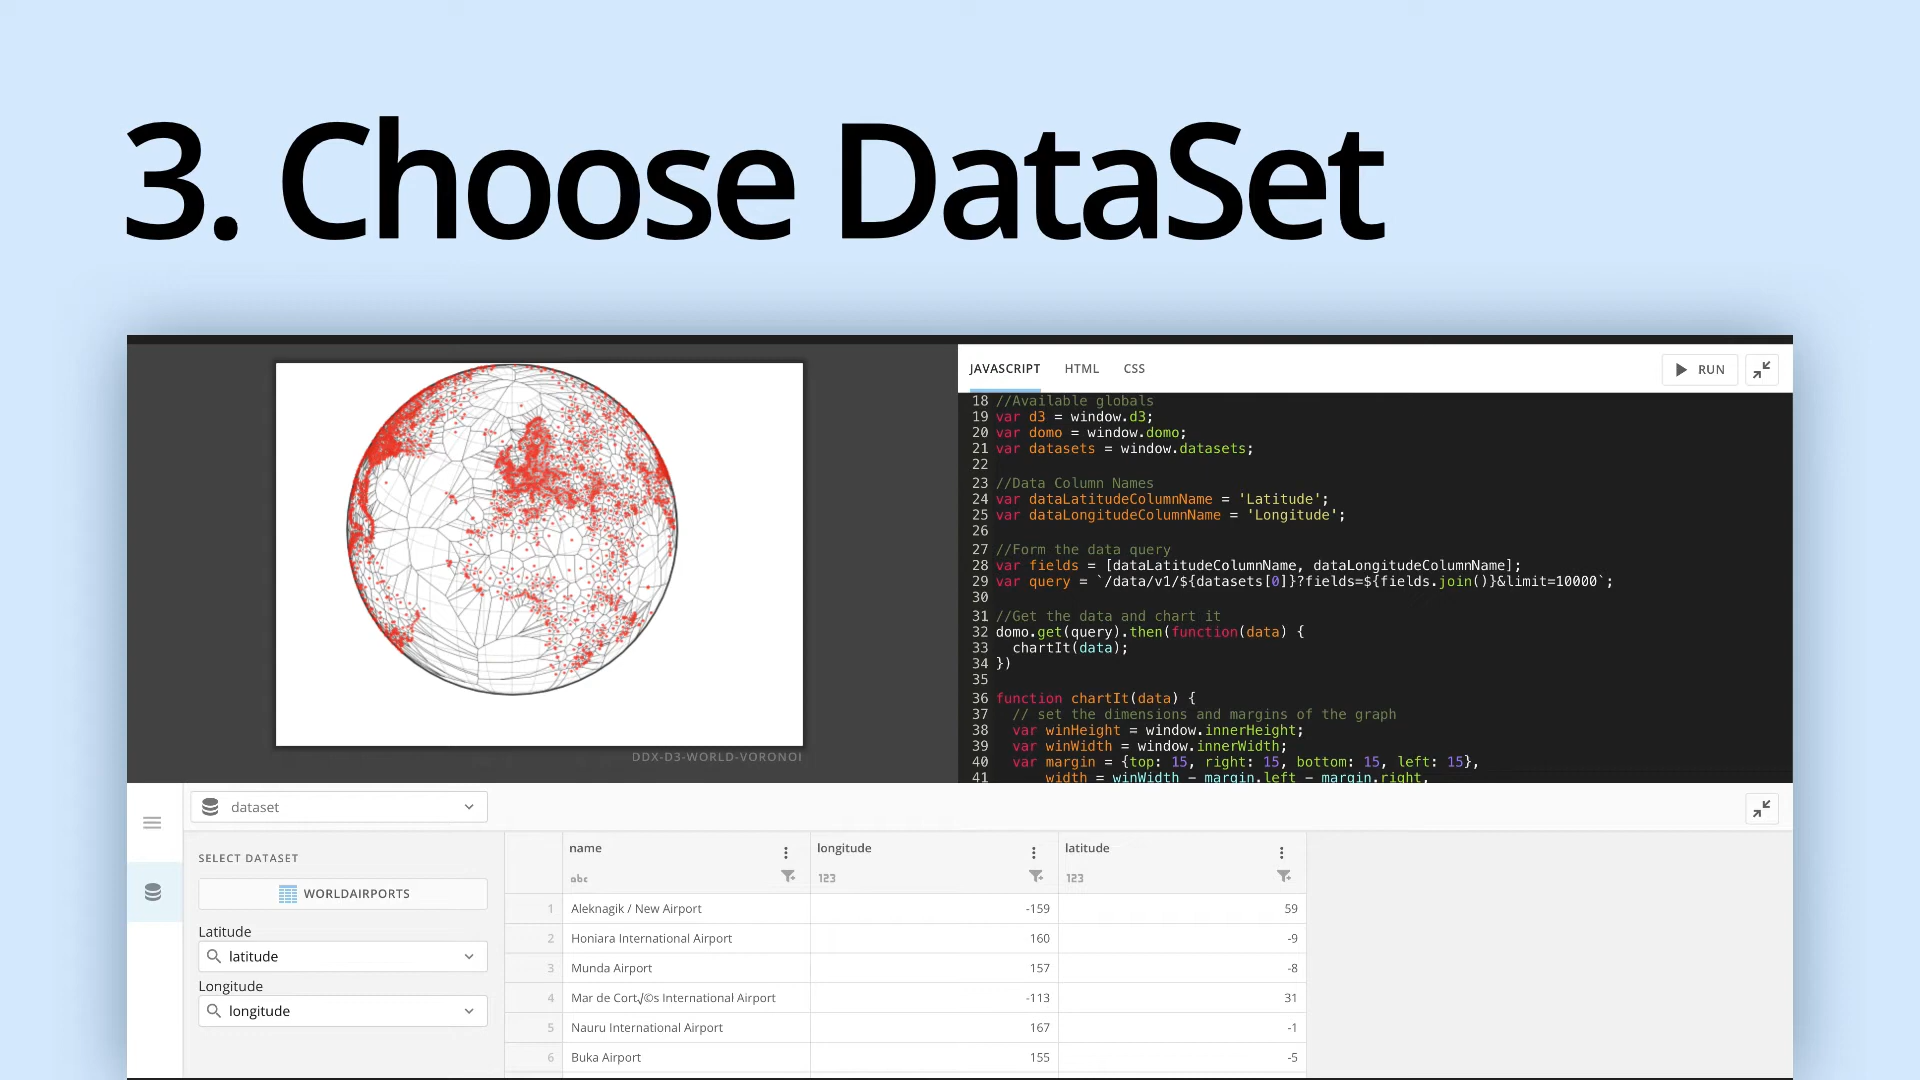 3. Choose DataSet
DDX-D3-WORLD-VORONOI
JAVASCRIPT HTML CSS RUN
18 //Available globals
19 var d3 = window.d3;
20 var domo = window.domo;
21 var datasets = window.datasets;
22
23 //Data Column Names
24 var dataLatitudeColumnName = 'Latitude';
25 var dataLongitudeColumnName = 'Longitude';
26
27 //Form the data query
28 var fields = [dataLatitudeColumnName, dataLongitudeColumnName];
29 var query = `/data/v1/${datasets[0]}?fields=${fields.join()}&limit=10000`;
30
31 //Get the data and chart it
32 domo.get(query).then(function(data) {
33 chartIt(data);
34 })
35
36 function chartIt(data) {
37 // set the dimensions and margins of the graph
38 var winHeight = window.innerHeight;
39 var winWidth = window.innerWidth;
40 var margin = {top: 15, right: 15, bottom: 15, left: 15},
41 width = winWidth - margin.left - margin.right,
dataset
SELECT DATASET
WORLDAIRPORTS
Latitude
latitude
Longitude
longitude
name longitude latitude
abc 123 123
1 Aleknagik / New Airport -159 59
2 Honiara International Airport 160 -9
3 Munda Airport 157 -8
4 Mar de Cort√©s International Airport -113 31
5 Nauru International Airport 167 -1
6 Buka Airport 155 -5